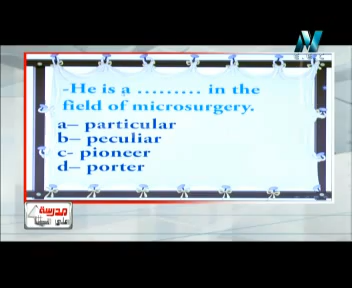 -He is a ......... in the
field of microsurgery.
a– particular
b– peculiar
c- pioneer
d– porter
مدرسة
على الهوا